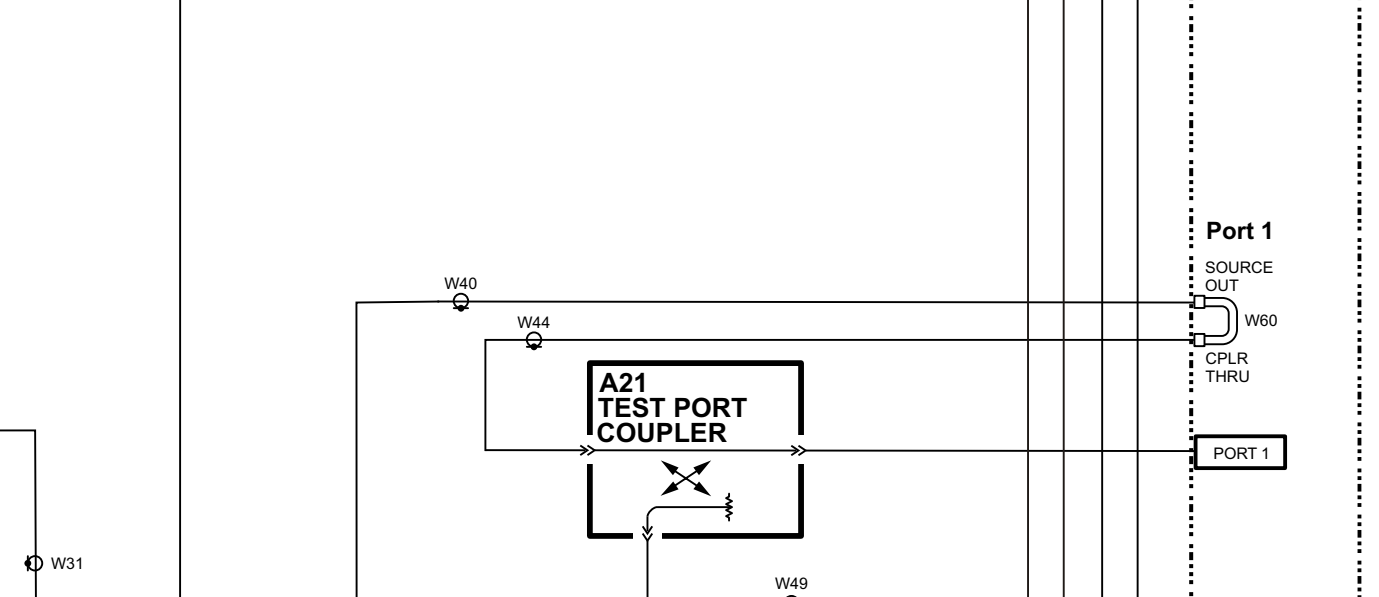 Port 1
SOURCE
OUT
W40
W60
W44
CPLR
THRU
A21
TEST PORT
COUPLER
PORT 1
W31
W49